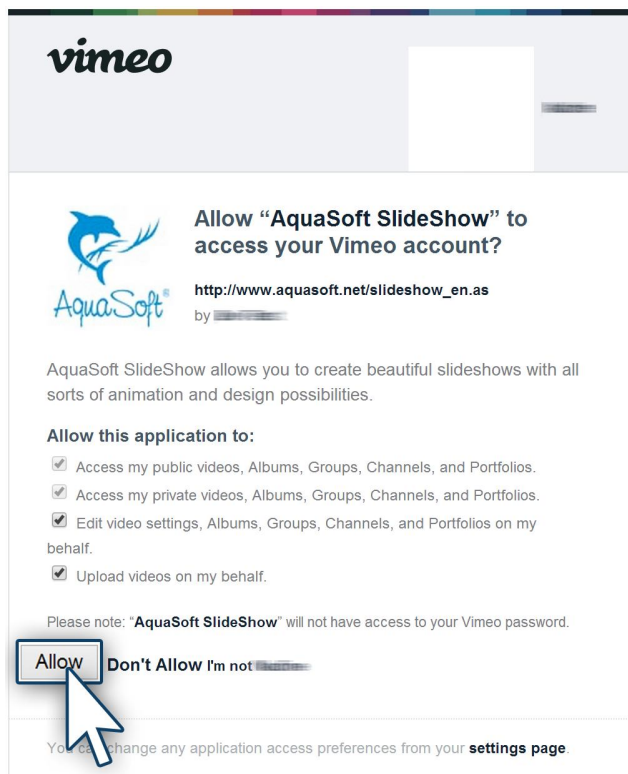 vimeo
Allow “AquaSoft SlideShow” to
access your Vimeo account?
http://www.aquasoft.net/slideshow_en.as
by
AquaSoft®
AquaSoft SlideShow allows you to create beautiful slideshows with all
sorts of animation and design possibilities.
Allow this application to:
Access my public videos, Albums, Groups, Channels, and Portfolios.
Access my private videos, Albums, Groups, Channels, and Portfolios.
Edit video settings, Albums, Groups, Channels, and Portfolios on my
behalf.
Upload videos on my behalf.
Please note: “AquaSoft SlideShow” will not have access to your Vimeo password.
Allow Don't Allow I'm not
You can change any application access preferences from your settings page.